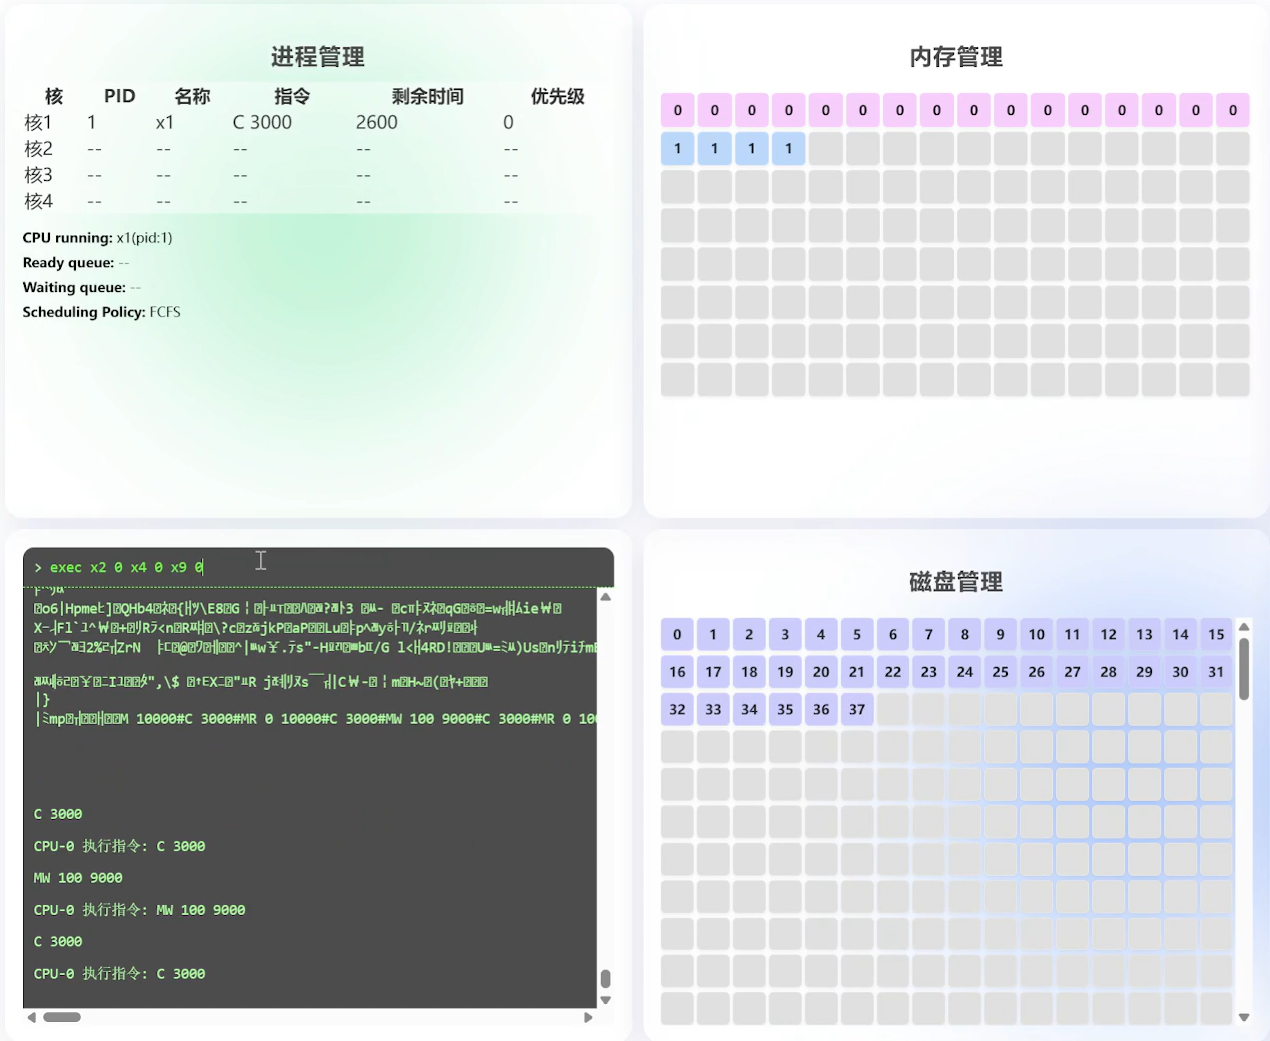 进程管理
核 PID 名称 指令 剩余时间 优先级
核1 1 x1 C 3000 2600 0
核2 -- -- -- -- --
核3 -- -- -- -- --
核4 -- -- -- -- --
CPU running: x1(pid:1)
Ready queue: --
Waiting queue: --
Scheduling Policy: FCFS
内存管理
0 0 0 0 0 0 0 0 0 0 0 0 0 0 0 0
1 1 1 1
> exec x2 0 x4 0 x9 0
M 10000#C 3000#MR 0 10000#C 3000#MW 100 9000#C 3000#MR 0
C 3000
CPU-0 执行指令: C 3000
MW 100 9000
CPU-0 执行指令: MW 100 9000
C 3000
CPU-0 执行指令: C 3000
磁盘管理
0 1 2 3 4 5 6 7 8 9 10 11 12 13 14 15
16 17 18 19 20 21 22 23 24 25 26 27 28 29 30 31
32 33 34 35 36 37